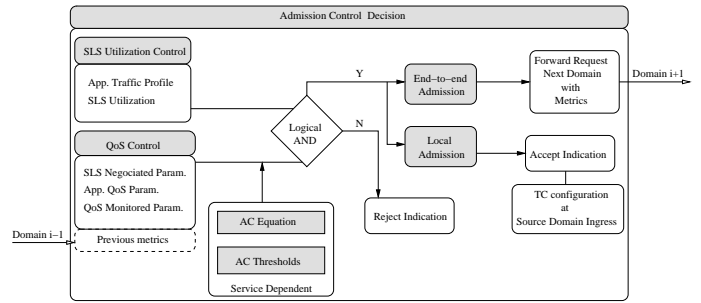 Admission Control Decision
SLS Utilization Control
App. Traffic Profile
SLS Utilization
QoS Control
SLS Negociated Param.
App. QoS Param.
QoS Monitored Param.
Previous metrics
Domain i−1
AC Equation
AC Thresholds
Service Dependent
Logical
AND
Y
N
End−to−end
Admission
Local
Admission
Reject Indication
Forward Request
Next Domain
with
Metrics
Domain i+1
Accept Indication
TC configuration
at
Source Domain Ingress